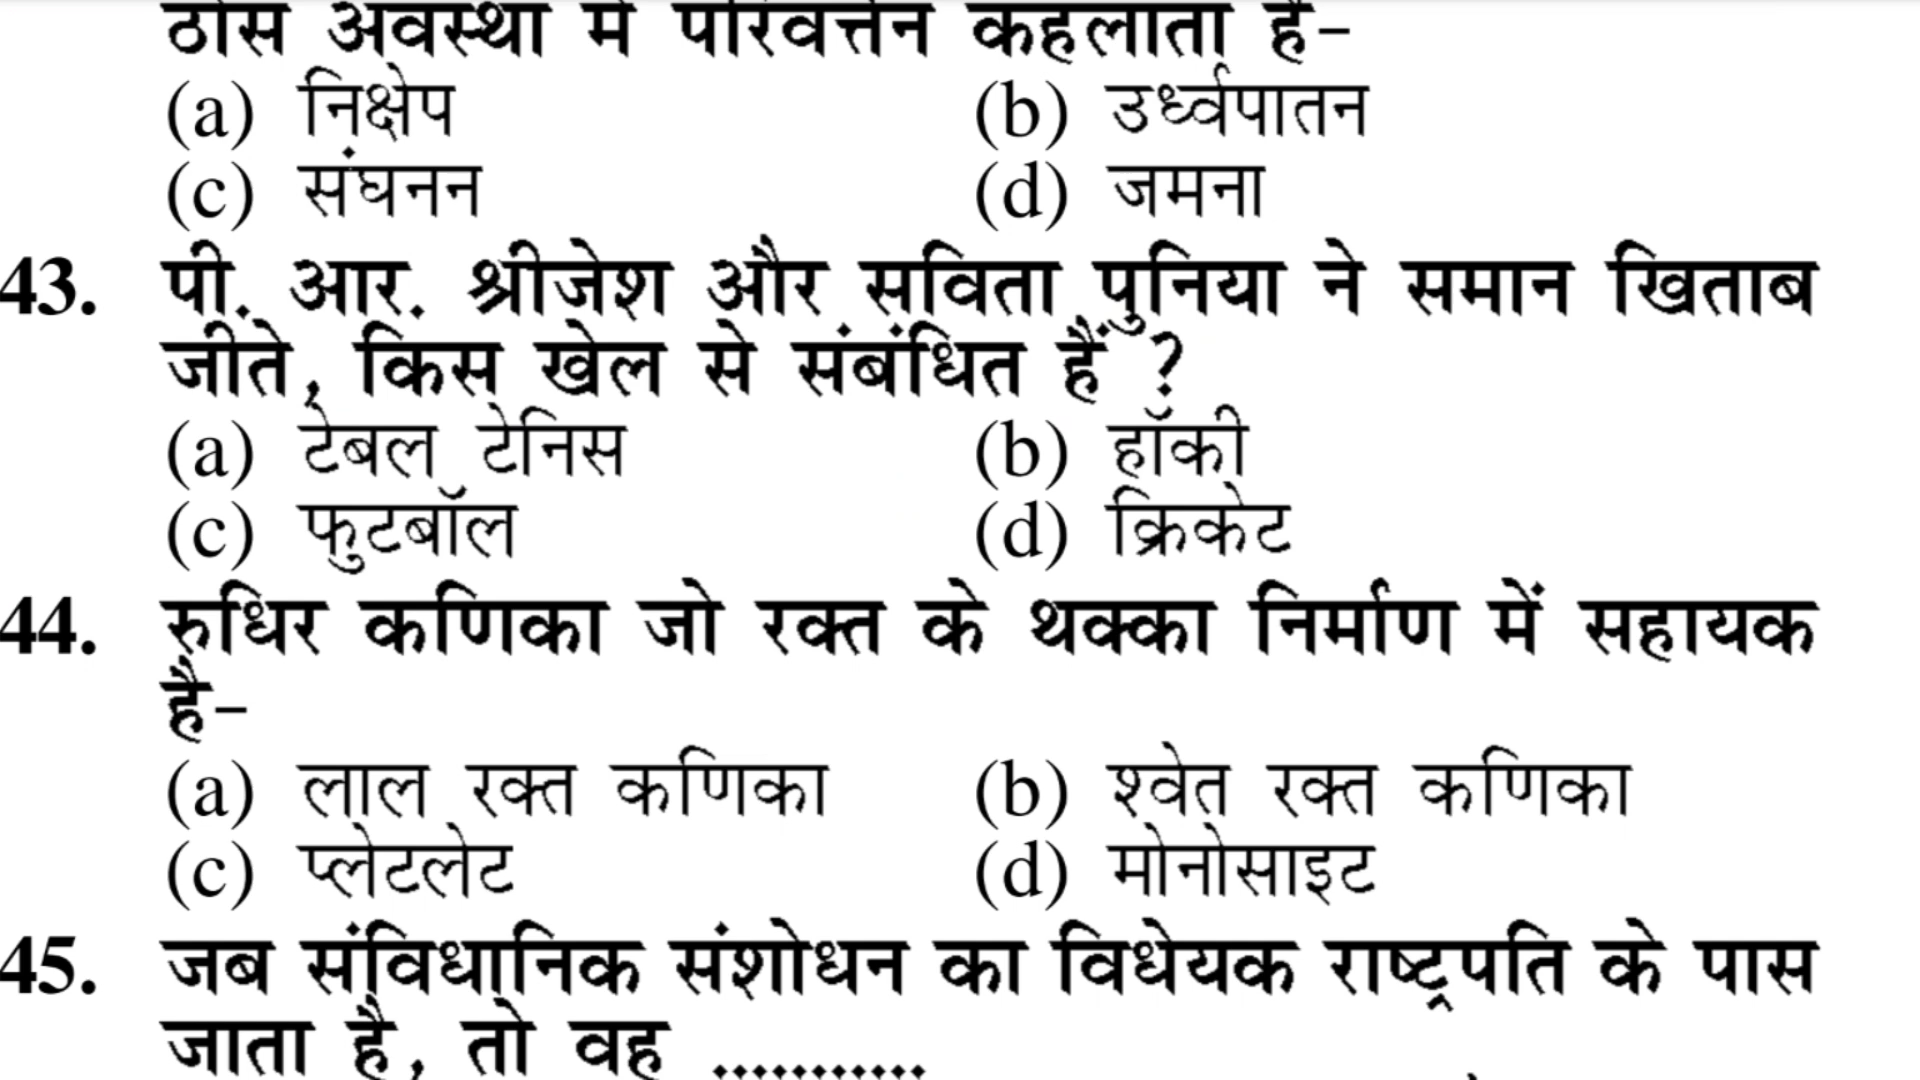 ठोस अवस्था में परिवर्त्तन कहलाता है–
(a) निक्षेप (b) उर्ध्वपातन
(c) संघनन (d) जमना
43. पी. आर. श्रीजेश और सविता पुनिया ने समान खिताब
जीते, किस खेल से संबंधित हैं ?
(a) टेबल टेनिस (b) हॉकी
(c) फुटबॉल (d) क्रिकेट
44. रुधिर कणिका जो रक्त के थक्का निर्माण में सहायक
है–
(a) लाल रक्त कणिका (b) श्वेत रक्त कणिका
(c) प्लेटलेट (d) मोनोसाइट
45. जब संविधानिक संशोधन का विधेयक राष्ट्रपति के पास
जाता है, तो वह ...........